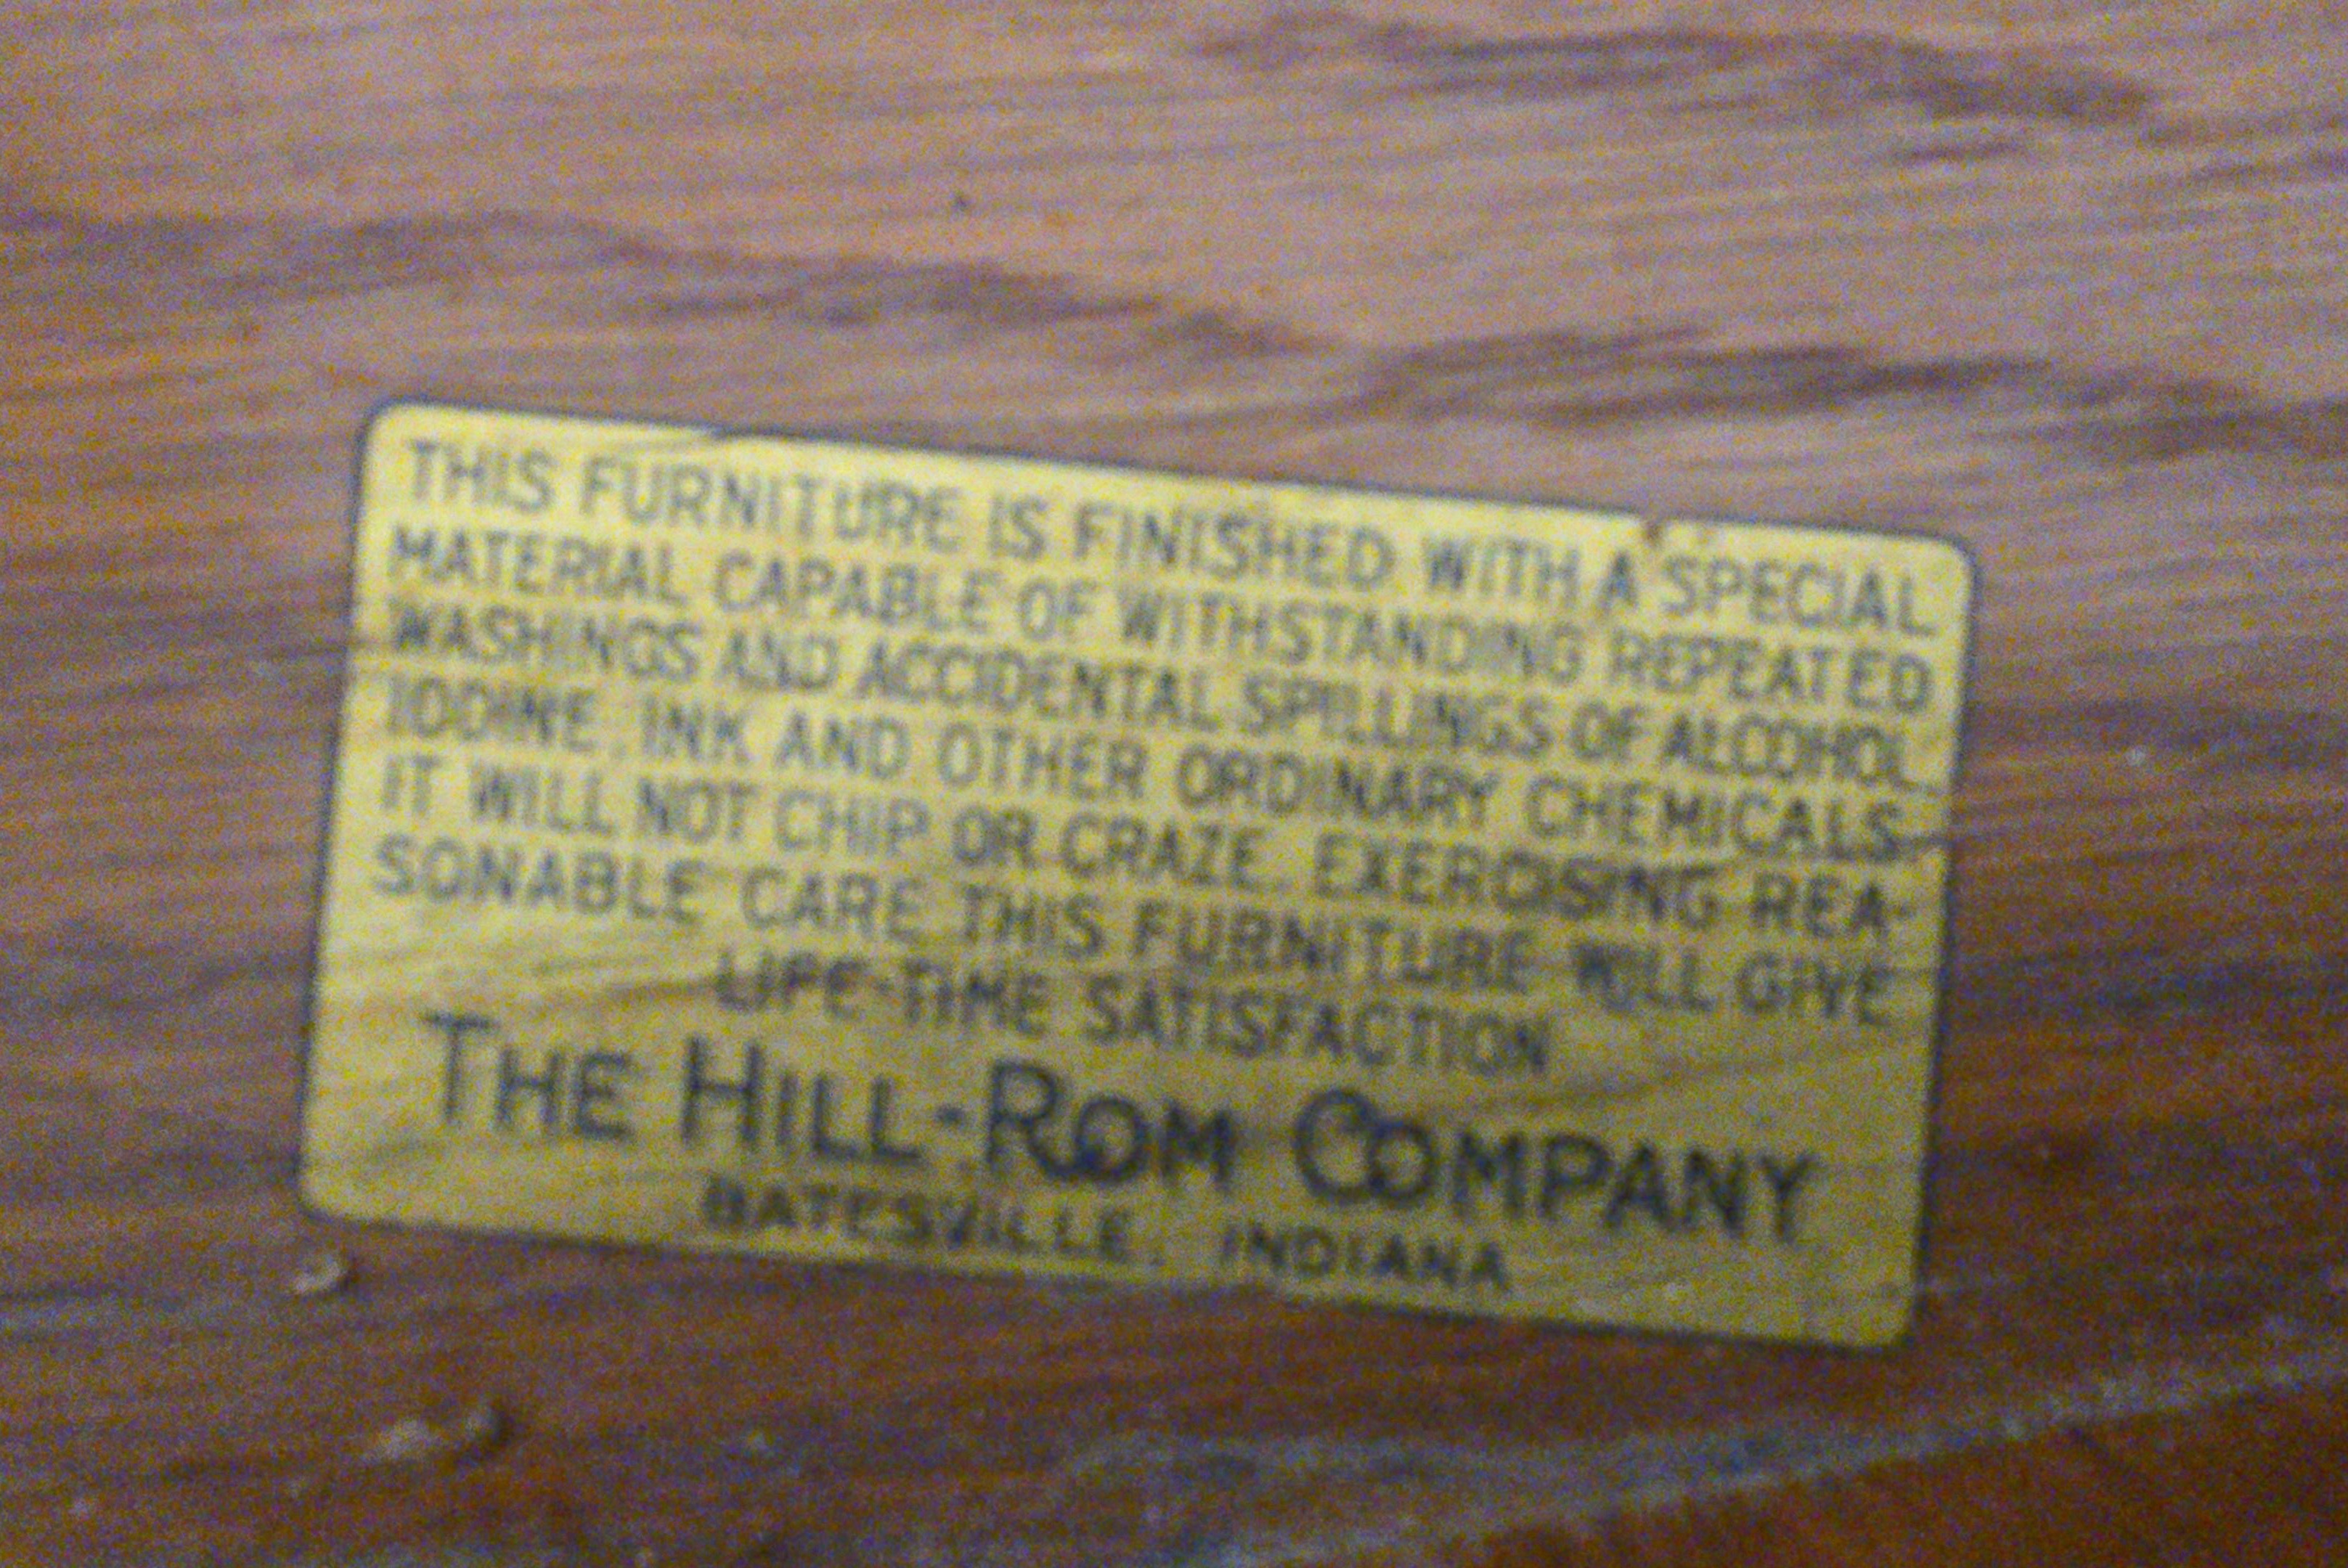 THIS FURNITURE IS FINISHED WITH A SPECIAL
MATERIAL CAPABLE OF WITHSTANDING REPEATED
WASHINGS AND ACCIDENTAL SPILLINGS OF ALCOHOL,
IODINE, INK AND OTHER ORDINARY CHEMICALS-
IT WILL NOT CHIP OR CRAZE. EXERCISING REA-
SONABLE CARE THIS FURNITURE WILL GIVE
LIFE-TIME SATISFACTION
THE HILL-ROM COMPANY
BATESVILLE, INDIANA